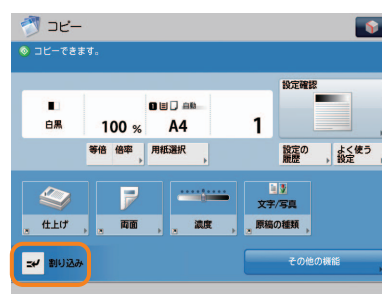 コピー
コピーできます。
設定確認
白黒
100 %
自動
A4
1
等倍
倍率
用紙選択
設定の
履歴
よく使う
設定
仕上げ
両面
濃度
文字/写真
原稿の種類
割り込み
その他の機能